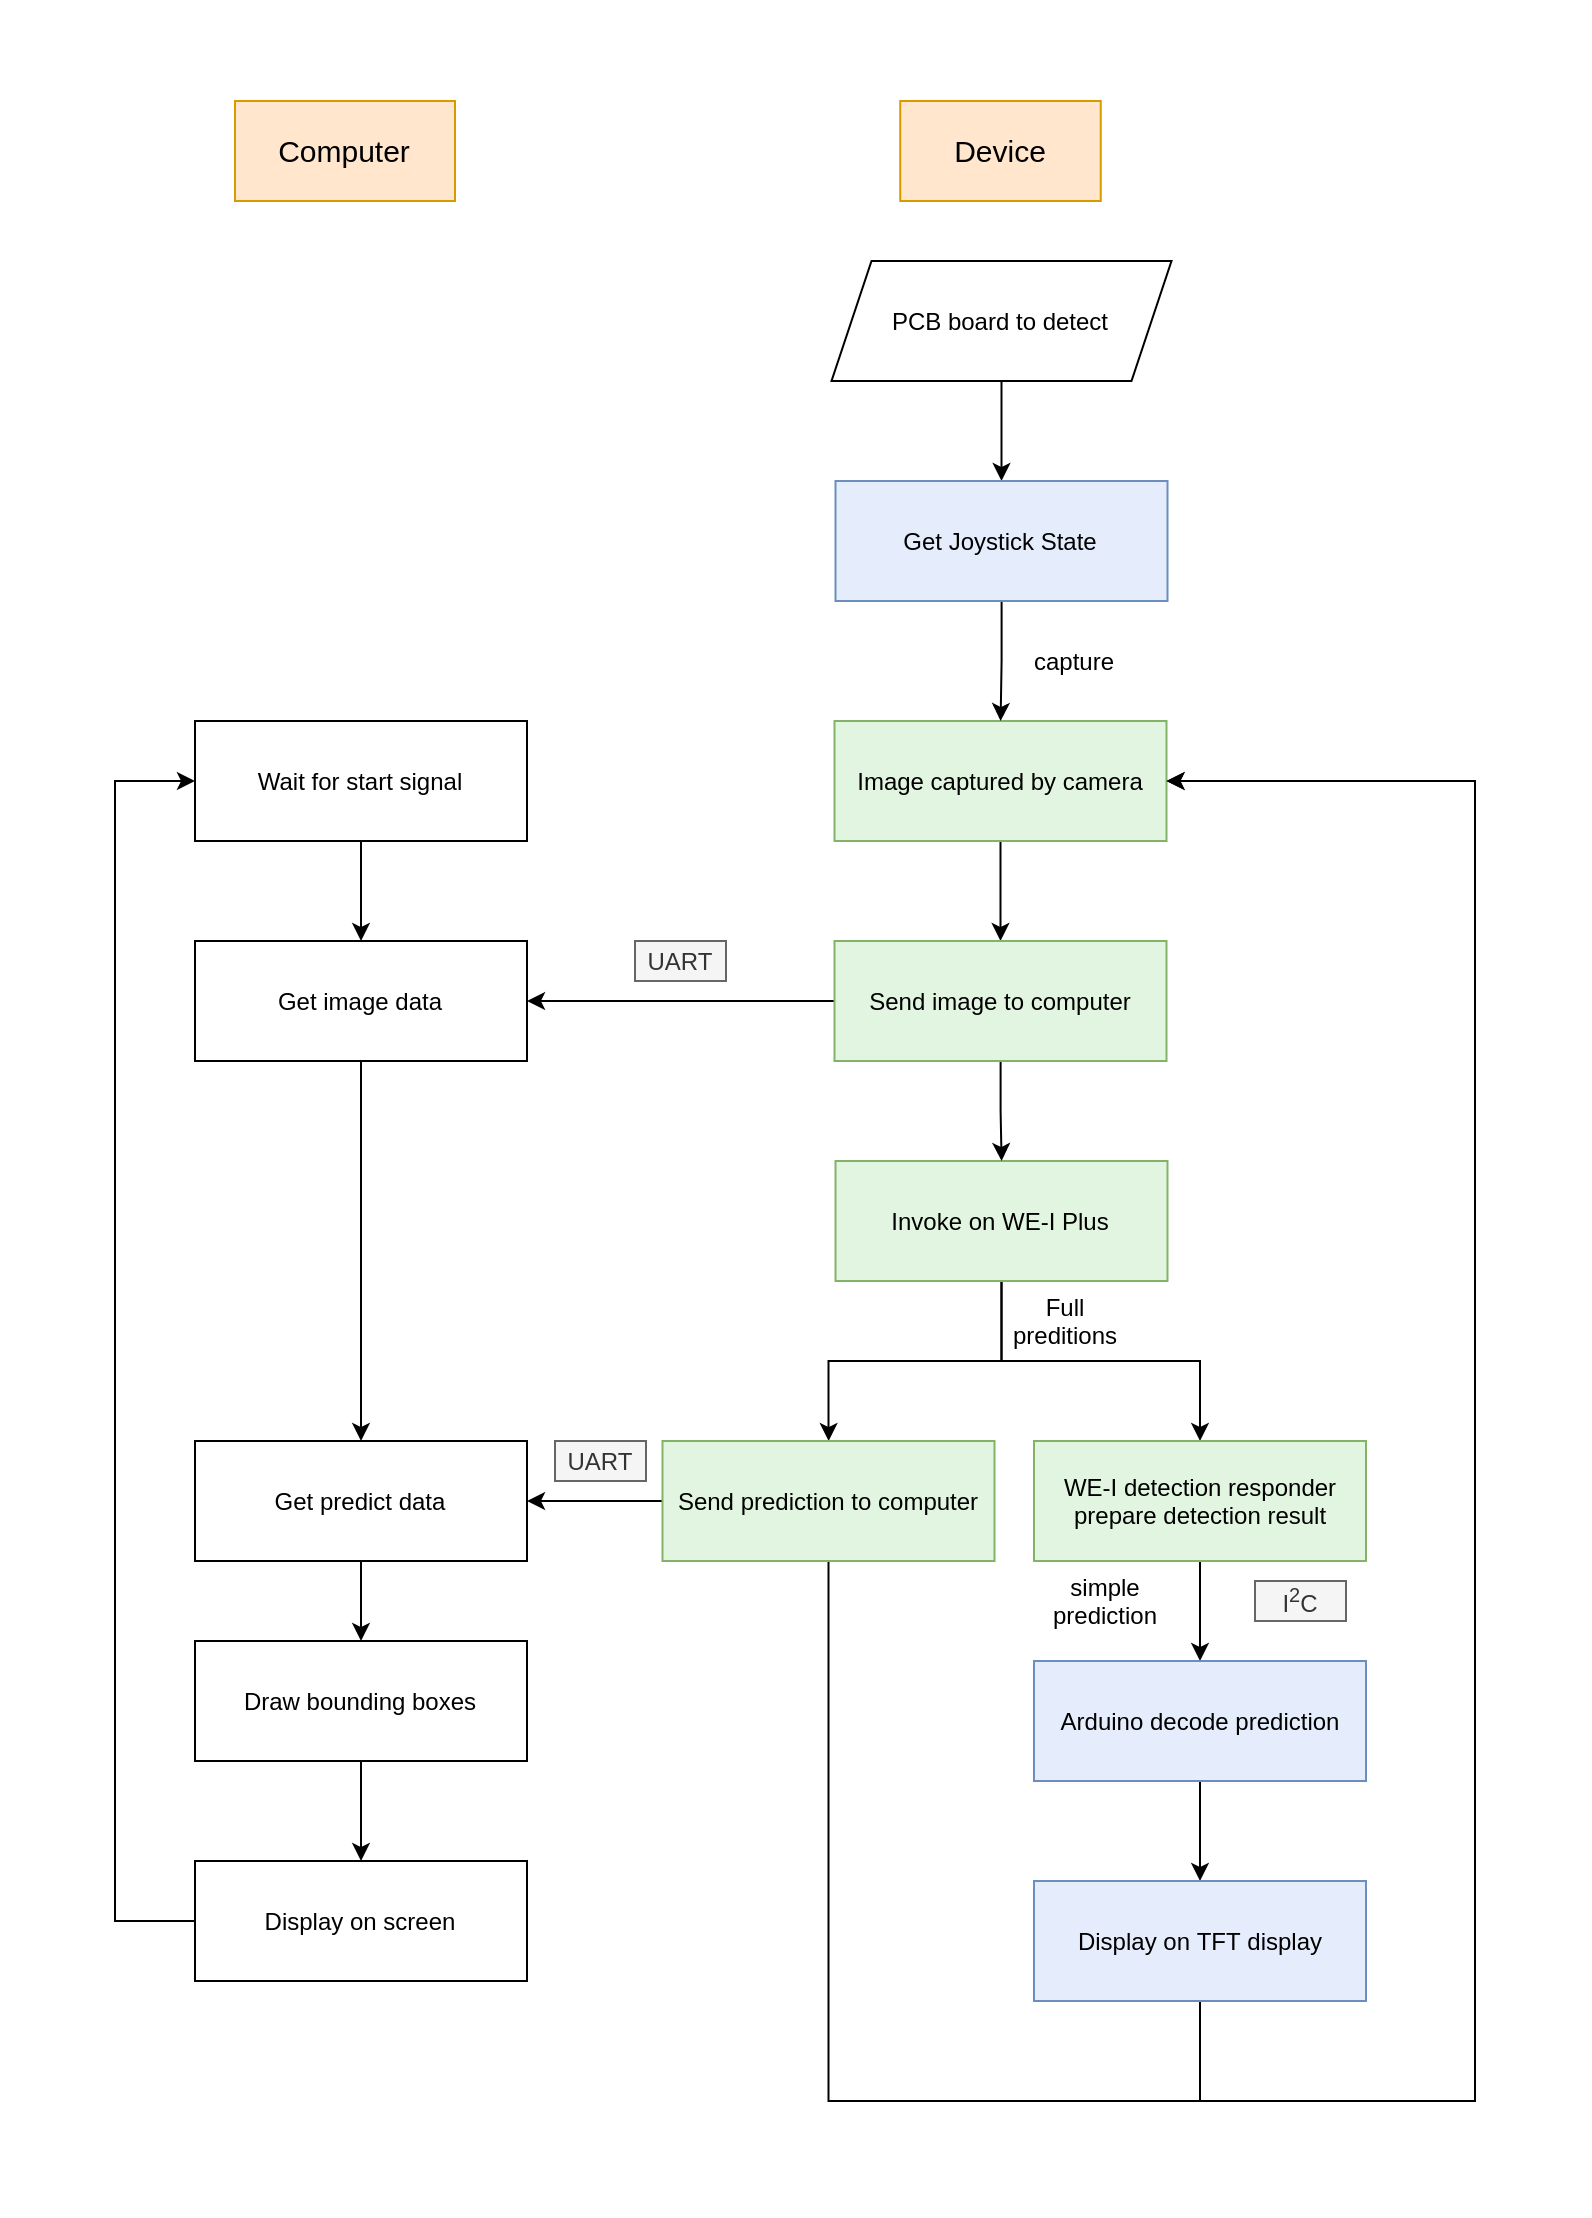 Computer
Device
PCB board to detect
Get Joystick State
capture
Wait for start signal
Image captured by camera
UART
Get image data
Send image to computer
Invoke on WE-I Plus
Full
preditions
UART
Get predict data
Send prediction to computer
WE-I detection responder
prepare detection result
simple
prediction
I²C
Draw bounding boxes
Arduino decode prediction
Display on screen
Display on TFT display